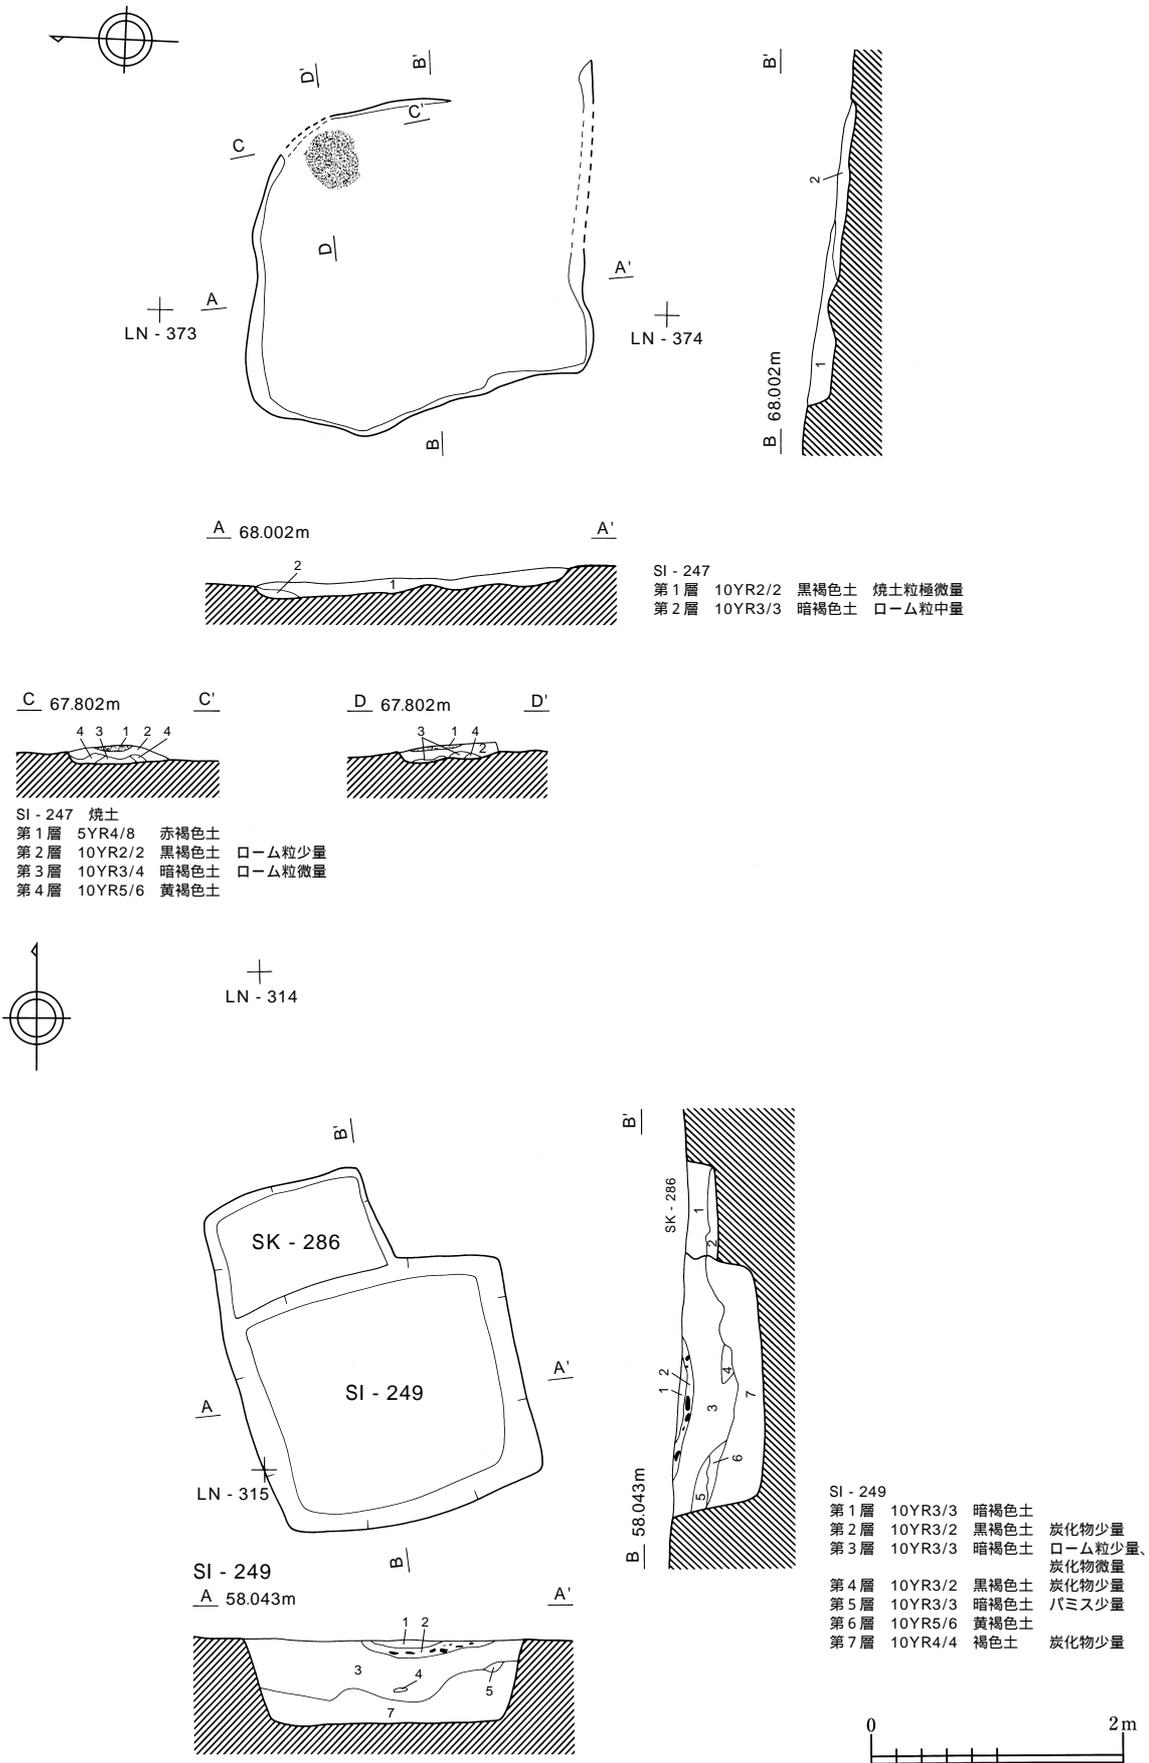 D'
B'
C'
C
D
A
A'
LN - 373
LN - 374
B
B'
2
1
B 68.002m
A 68.002m
A'
2
1
SI - 247
第1層 10YR2/2 黒褐色土 焼土粒極微量
第2層 10YR3/3 暗褐色土 ローム粒中量
C 67.802m
C'
4 3 1 2 4
D 67.802m
D'
3 1 4
2
SI - 247 焼土
第1層 5YR4/8 赤褐色土
第2層 10YR2/2 黒褐色土 ローム粒少量
第3層 10YR3/4 暗褐色土 ローム粒微量
第4層 10YR5/6 黄褐色土
LN - 314
B'
SK - 286
SI - 249
A
A'
LN - 315
B
B'
SK - 286
1
2
2
1
4
3
7
6
5
B 58.043m
SI - 249
A 58.043m
A'
1 2
3
4
5
7
SI - 249
第1層 10YR3/3 暗褐色土
第2層 10YR3/2 黒褐色土 炭化物少量
第3層 10YR3/3 暗褐色土 ローム粒少量、
炭化物微量
第4層 10YR3/2 黒褐色土 炭化物少量
第5層 10YR3/3 暗褐色土 パミス少量
第6層 10YR5/6 黄褐色土
第7層 10YR4/4 褐色土 炭化物少量
0 2m